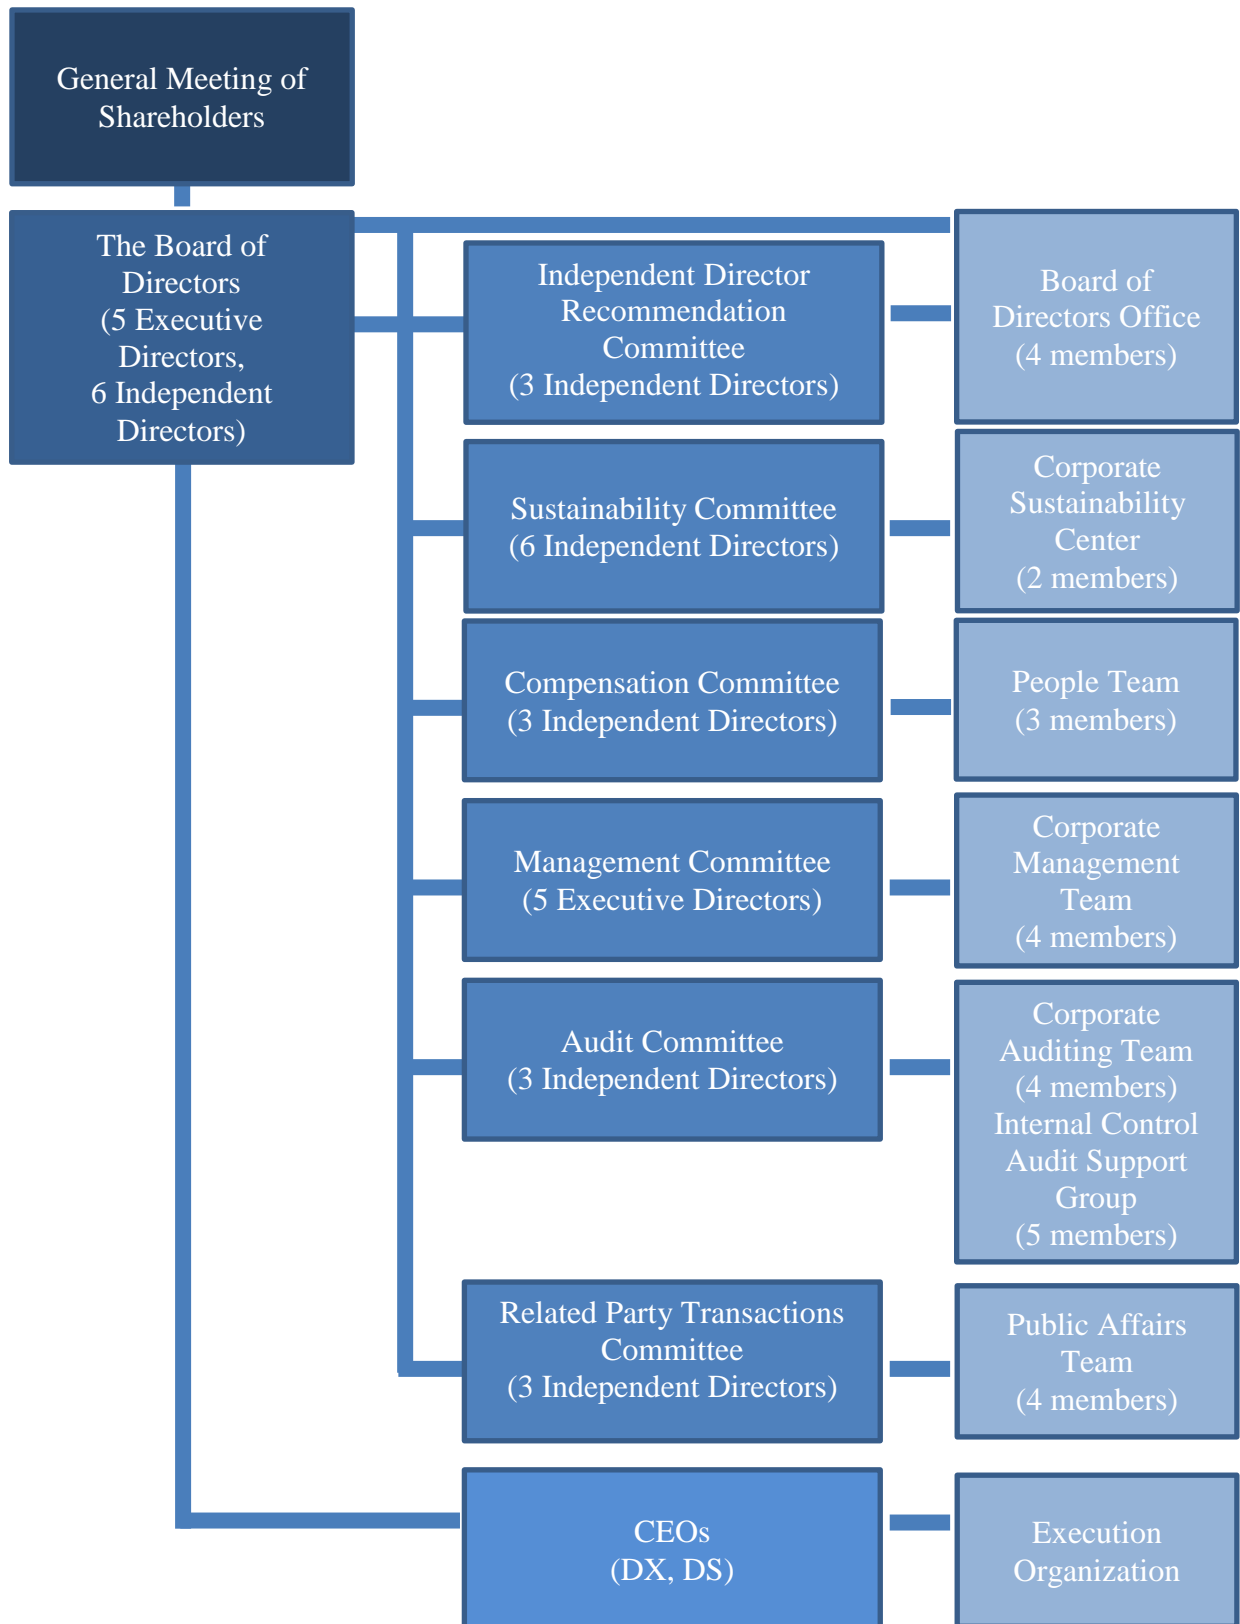 General Meeting of
Shareholders
The Board of
Directors
(5 Executive
Directors,
6 Independent
Directors)
Independent Director
Recommendation
Committee
(3 Independent Directors)
Board of
Directors Office
(4 members)
Sustainability Committee
(6 Independent Directors)
Corporate
Sustainability
Center
(2 members)
Compensation Committee
(3 Independent Directors)
People Team
(3 members)
Management Committee
(5 Executive Directors)
Corporate
Management
Team
(4 members)
Audit Committee
(3 Independent Directors)
Corporate
Auditing Team
(4 members)
Internal Control
Audit Support
Group
(5 members)
Related Party Transactions
Committee
(3 Independent Directors)
Public Affairs
Team
(4 members)
CEOs
(DX, DS)
Execution
Organization